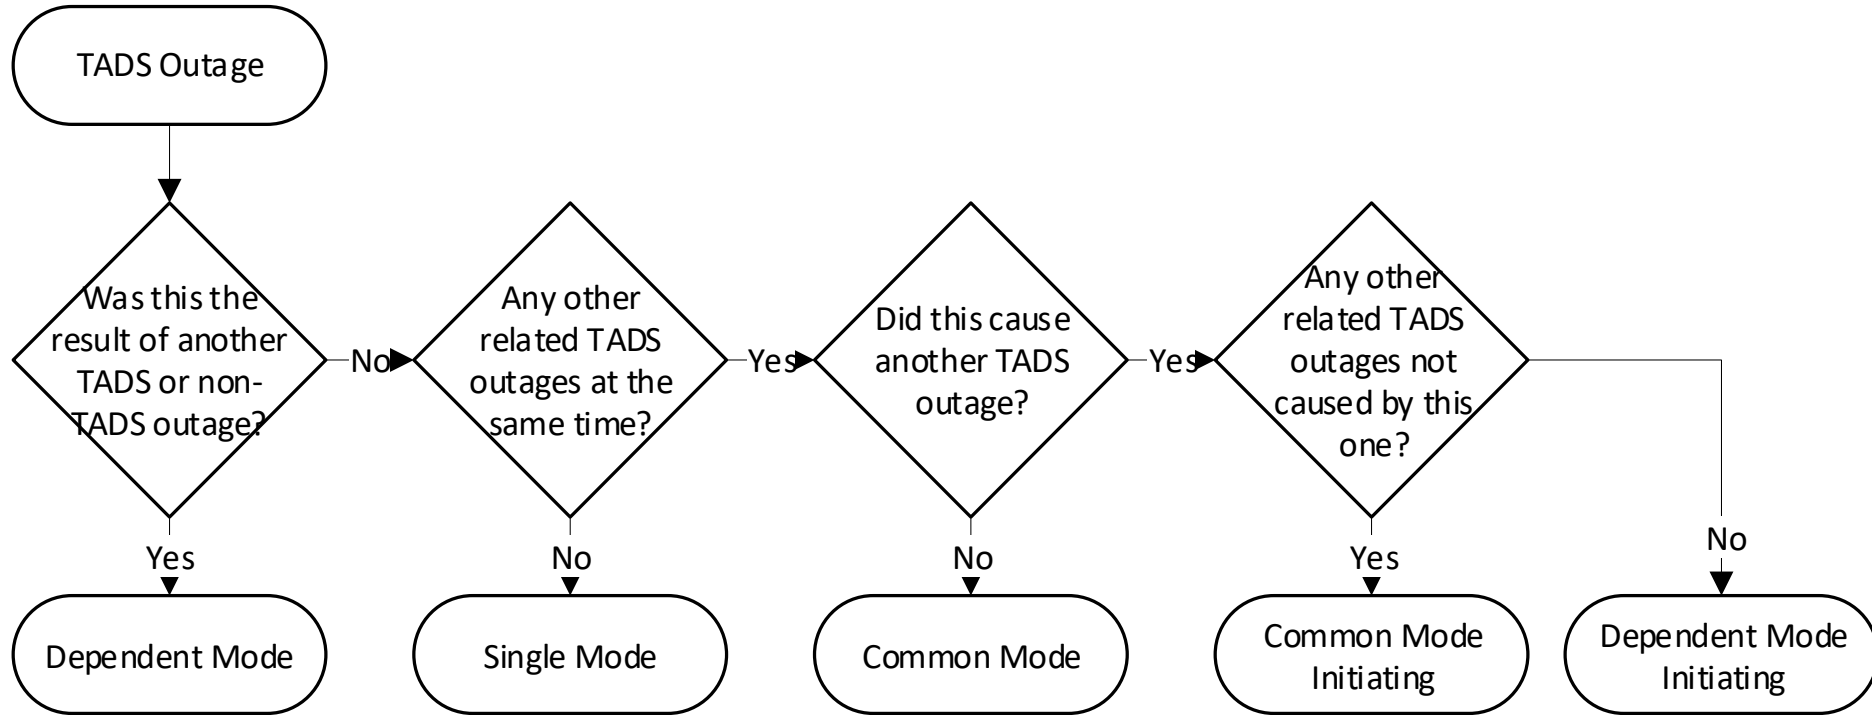 TADS Outage
Was this the
result of another
TADS or non-
TADS outage?
No
Any other
related TADS
outages at the
same time?
Yes
Did this cause
another TADS
outage?
Yes
Any other
related TADS
outages not
caused by this
one?
Yes
No
No
Yes
No
Dependent Mode
Single Mode
Common Mode
Common Mode
Initiating
Dependent Mode
Initiating